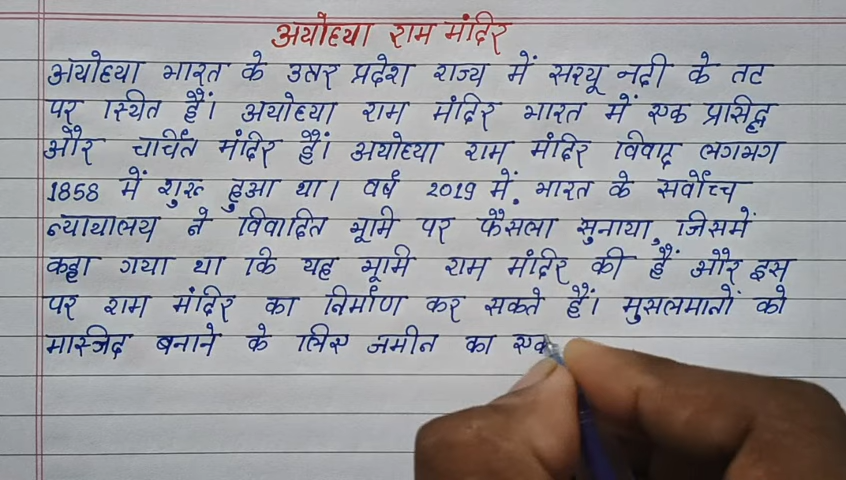 अयोध्या राम मंदिर
अयोध्या भारत के उत्तर प्रदेश राज्य में सरयू नदी के तट
पर स्थित हैं। अयोध्या राम मंदिर भारत में एक प्रसिद्ध
और चर्चित मंदिर हैं। अयोध्या राम मंदिर विवाद लगभग
1858 में शुरू हुआ था। वर्ष 2019 में, भारत के सर्वोच्च
न्यायालय ने विवादित भूमि पर फैसला सुनाया, जिसमें
कहा गया था कि यह भूमि राम मंदिर की हैं और इस
पर राम मंदिर का निर्माण कर सकते हैं। मुसलमानों को
मस्जिद बनाने के लिए जमीन का एक